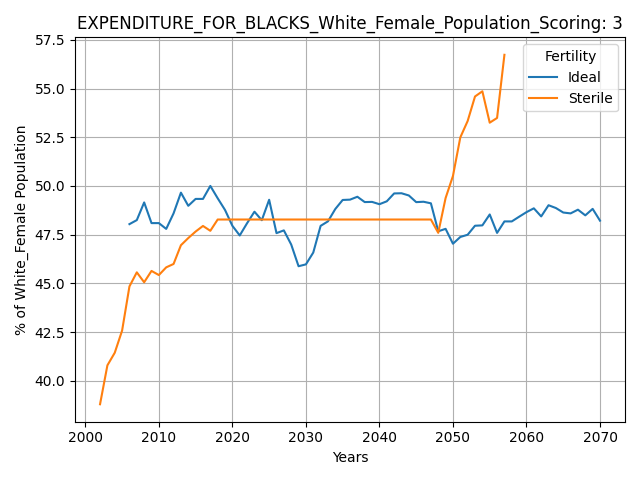 EXPENDITURE_FOR_BLACKS_White_Female_Population_Scoring: 3
57.5
55.0
52.5
50.0
47.5
45.0
42.5
40.0
% of White_Female Population
Fertility
Ideal
Sterile
2000 2010 2020 2030 2040 2050 2060 2070
Years